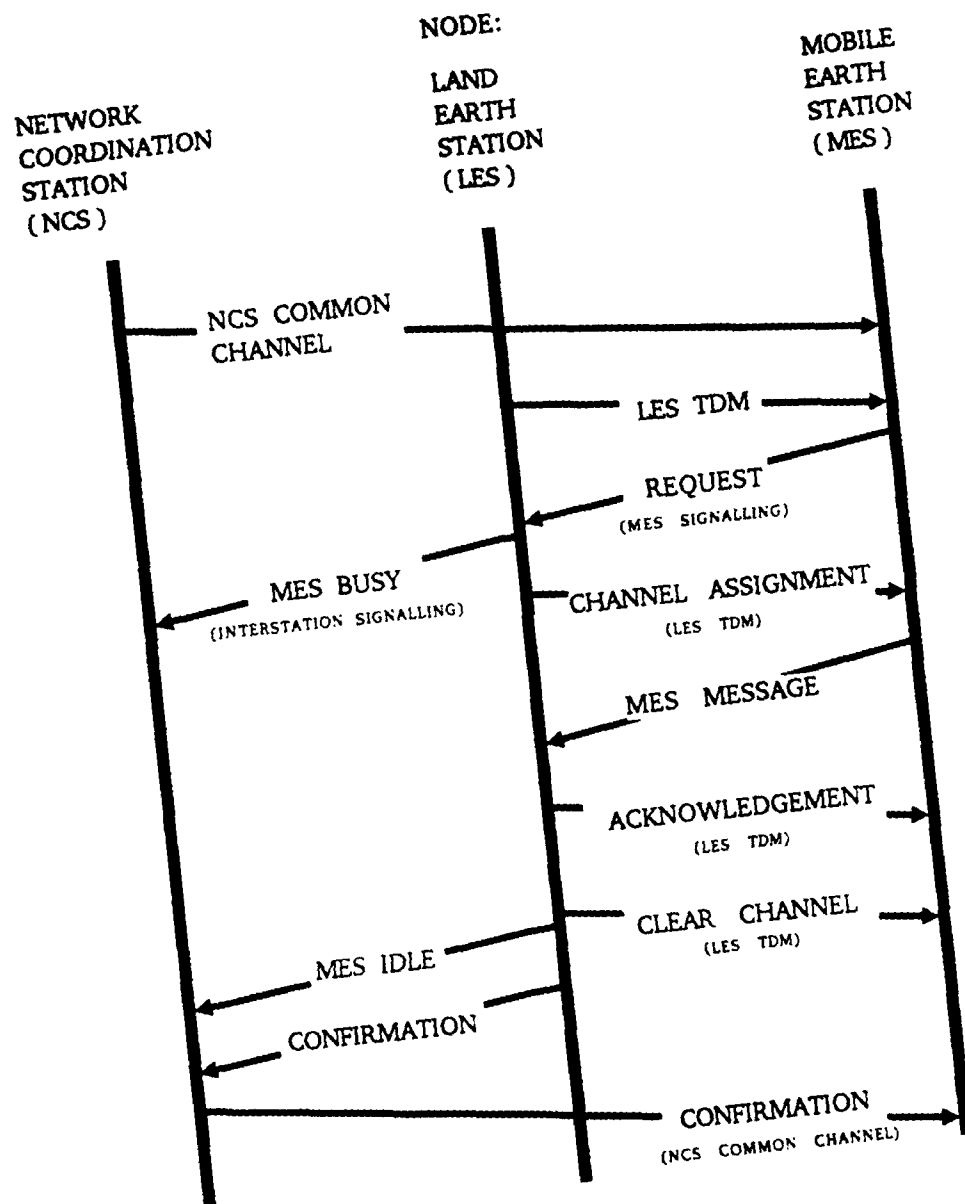 NODE:
NETWORK
COORDINATION
STATION
(NCS)
LAND
EARTH
STATION
(LES)
MOBILE
EARTH
STATION
(MES)
NCS COMMON
CHANNEL
LES TDM
REQUEST
(MES SIGNALLING)
MES BUSY
(INTERSTATION SIGNALLING)
CHANNEL ASSIGNMENT
(LES TDM)
MES MESSAGE
ACKNOWLEDGEMENT
(LES TDM)
CLEAR CHANNEL
(LES TDM)
MES IDLE
CONFIRMATION
CONFIRMATION
(NCS COMMON CHANNEL)